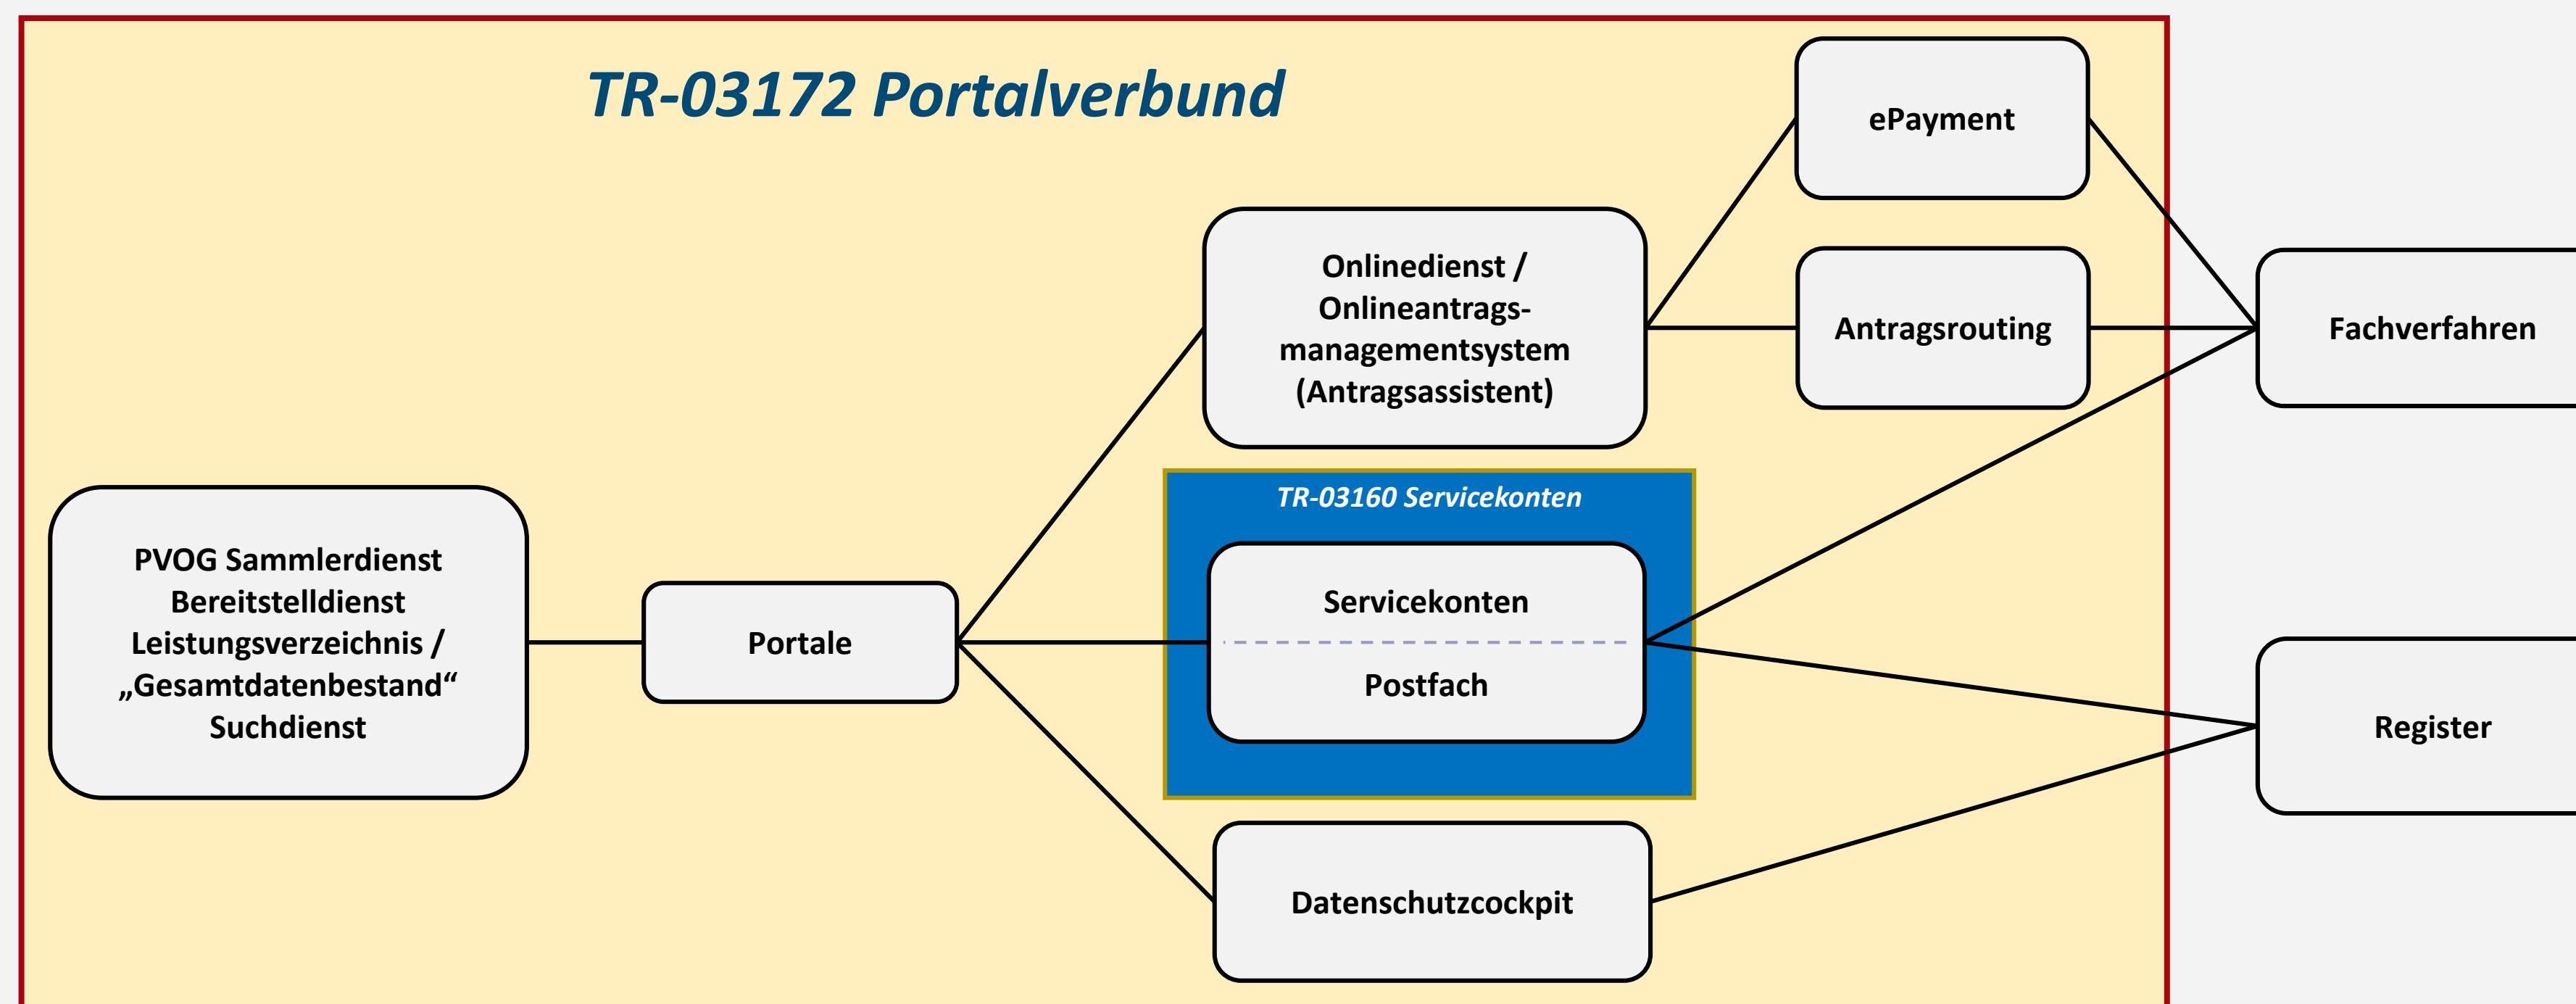 TR-03172 Portalverbund
ePayment
Onlinedienst /
Onlineantrags-
managementsystem
(Antragsassistent)
Antragsrouting
Fachverfahren
TR-03160 Servicekonten
PVOG Sammlerdienst
Bereitstelldienst
Leistungsverzeichnis /
„Gesamtdatenbestand“
Suchdienst
Portale
Servicekonten
Postfach
Register
Datenschutzcockpit